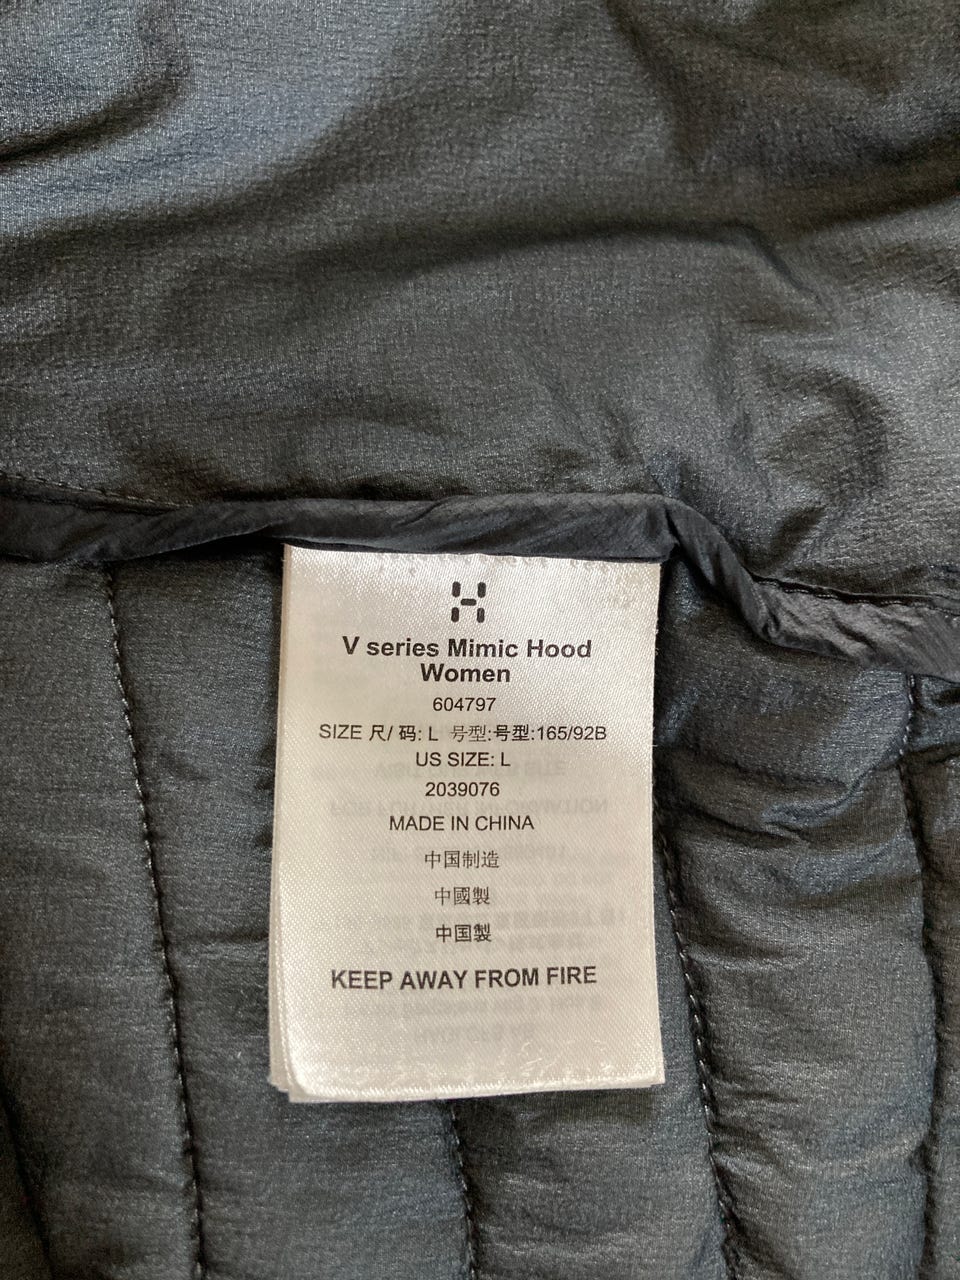 V series Mimic Hood
Women
604797
SIZE 尺/ 码: L 号型:号型:165/92B
US SIZE: L
2039076
MADE IN CHINA
中国制造
中國製
中国製
KEEP AWAY FROM FIRE